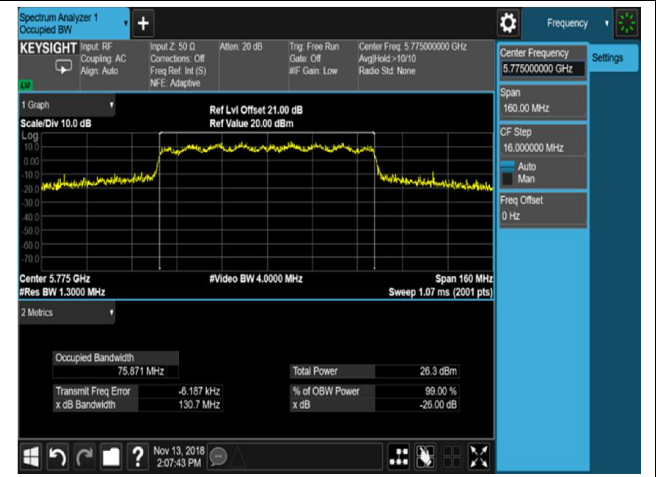 Spectrum Analyzer 1
Occupied BW
+
Frequency
KEYSIGHT
Input: RF
Coupling: AC
Align: Auto
Input Z: 50 Ω
Corrections: Off
Freq Ref: Int (S)
NFE: Adaptive
Atten: 20 dB
Trig: Free Run
Gate: Off
#IF Gain: Low
Center Freq: 5.775000000 GHz
Avg|Hold:>10/10
Radio Std: None
Center Frequency
5.775000000 GHz
Settings
Span
160.00 MHz
CF Step
16.000000 MHz
Auto
Man
Freq Offset
0 Hz
1 Graph
Scale/Div 10.0 dB
Ref Lvl Offset 21.00 dB
Ref Value 20.00 dBm
Log
10.0
0.00
-10.0
-20.0
-30.0
-40.0
-50.0
-60.0
-70.0
Center 5.775 GHz
#Video BW 4.0000 MHz
Span 160 MHz
#Res BW 1.3000 MHz
Sweep 1.07 ms (2001 pts)
2 Metrics
Occupied Bandwidth
75.871 MHz
Total Power 26.3 dBm
Transmit Freq Error -6.187 kHz
% of OBW Power 99.00 %
x dB Bandwidth 130.7 MHz
x dB -26.00 dB
?
Nov 13, 2018
2:07:43 PM